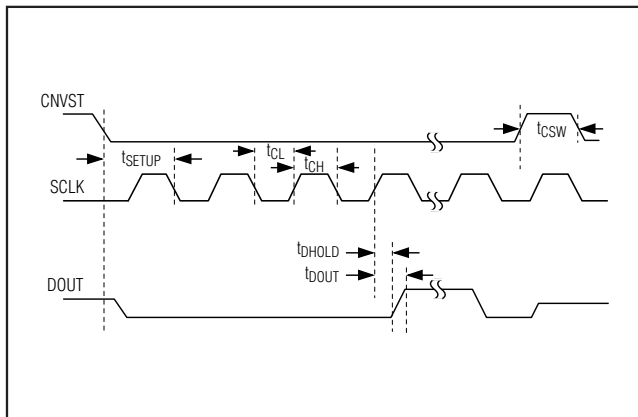 CNVST
tCSW
tSETUP
tCL
tCH
SCLK
tDHOLD
tDOUT
DOUT